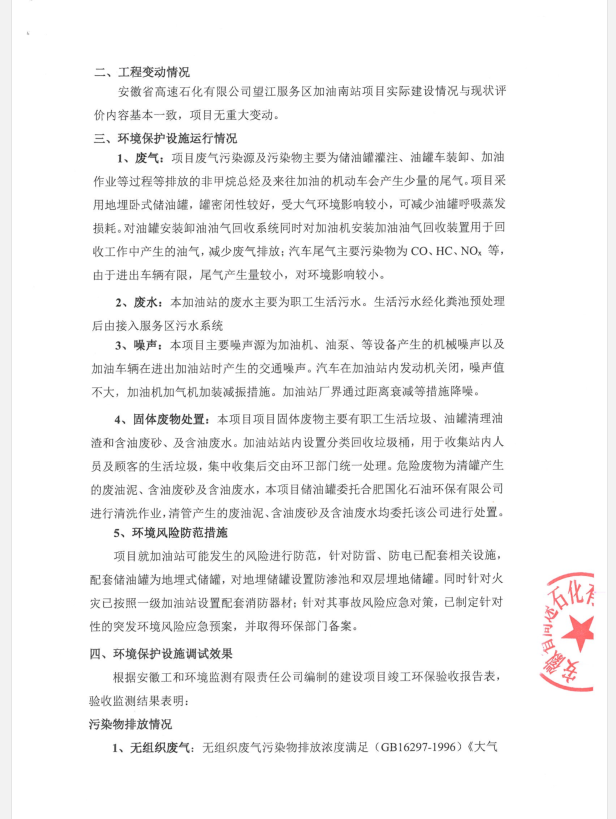 二、工程变动情况
安徽省高速石化有限公司望江服务区加油南站项目实际建设情况与现状评
价内容基本一致，项目无重大变动。
三、环境保护设施运行情况
1、废气：项目废气污染源及污染物主要为储油罐灌注、油罐车装卸、加油
作业等过程等排放的非甲烷总烃及来往加油的机动车会产生少量的尾气。项目采
用地埋卧式储油罐，罐密闭性较好，受大气环境影响较小，可减少油罐呼吸蒸发
损耗。对油罐安装卸油油气回收系统同时对加油机安装加油油气回收装置用于回
收工作中产生的油气，减少废气排放；汽车尾气主要污染物为 CO、HC、NOx 等，
由于进出车辆有限，尾气产生量较小，对环境影响较小。
2、废水：本加油站的废水主要为职工生活污水。生活污水经化粪池预处理
后由接入服务区污水系统
3、噪声：本项目主要噪声源为加油机、油泵、等设备产生的机械噪声以及
加油车辆在进出加油站时产生的交通噪声。汽车在加油站内发动机关闭，噪声值
不大，加油机加气机加装减振措施。加油站厂界通过距离衰减等措施降噪。
4、固体废物处置：本项目项目固体废物主要有职工生活垃圾、油罐清理油
渣和含油废砂、及含油废水。加油站站内设置分类回收垃圾桶，用于收集站内人
员及顾客的生活垃圾，集中收集后交由环卫部门统一处理。危险废物为清罐产生
的废油泥、含油废砂及含油废水，本项目储油罐委托合肥国化石油环保有限公司
进行清洗作业，清管产生的废油泥、含油废砂及含油废水均委托该公司进行处置。
5、环境风险防范措施
项目就加油站可能发生的风险进行防范，针对防雷、防电已配套相关设施，
配套储油罐为地埋式储罐，对地埋储罐设置防渗池和双层埋地储罐。同时针对火
灾已按照一级加油站设置配套消防器材；针对其事故风险应急对策，已制定针对
性的突发环境风险应急预案，并取得环保部门备案。
四、环境保护设施调试效果
根据安徽工和环境监测有限责任公司编制的建设项目竣工环保验收报告表，
验收监测结果表明：
污染物排放情况
1、无组织废气：无组织废气污染物排放浓度满足（GB16297-1996）《大气
安徽省高速石化有